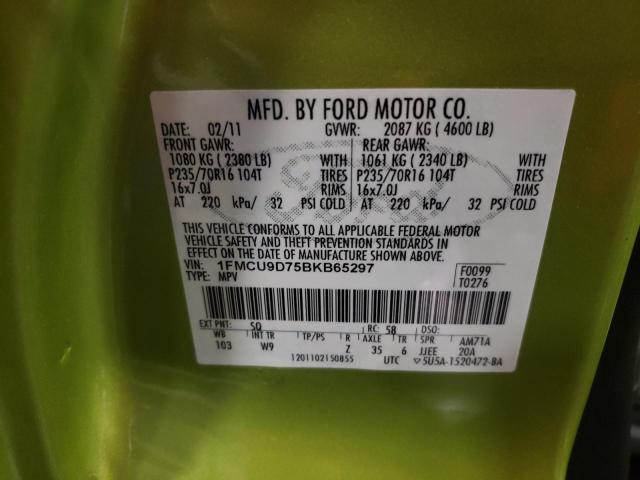 MFD. BY FORD MOTOR CO.
DATE: 02/11 GVWR: 2087 KG ( 4600 LB)
FRONT GAWR: REAR GAWR:
1080 KG ( 2380 LB) WITH 1061 KG ( 2340 LB) WITH
P235/70R16 104T TIRES P235/70R16 104T TIRES
16x7.0J RIMS 16x7.0J RIMS
AT 220 kPa/ 32 PSI COLD AT 220 kPa/ 32 PSI COLD
THIS VEHICLE CONFORMS TO ALL APPLICABLE FEDERAL MOTOR
VEHICLE SAFETY AND THEFT PREVENTION STANDARDS IN
EFFECT ON THE DATE OF MANUFACTURE SHOWN ABOVE.
VIN: 1FMCU9D75BKB65297 F0099
TYPE: MPV T0276
EXT PNT: SQ RC: 58 DSO:
WB INT TR TP/PS R AXLE TR SPR AM71A
103 W9 Z 35 6 JJEE 20A
1201102150855 UTC 5U5A-1520472-BA
Ford